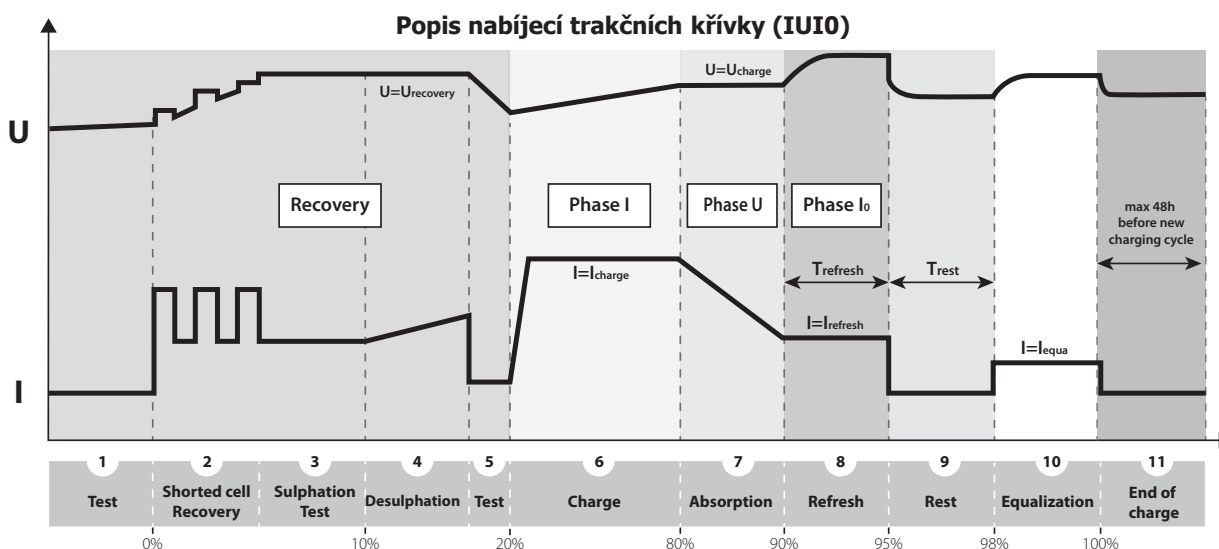 Popis nabíjecí trakčních křívky (IUI0)
U
U=Urecovery
U=Ucharge
Recovery
Phase I
Phase U
Phase I0
max 48h
before new
charging cycle
Trefresh
Trest
I=Icharge
I=Irefresh
I=Iequa
I
1
2
3
4
5
6
7
8
9
10
11
Test
Shorted cell
Recovery
Sulphation
Test
Desulphation
Test
Charge
Absorption
Refresh
Rest
Equalization
End of
charge
0%
10%
20%
80%
90%
95%
98%
100%